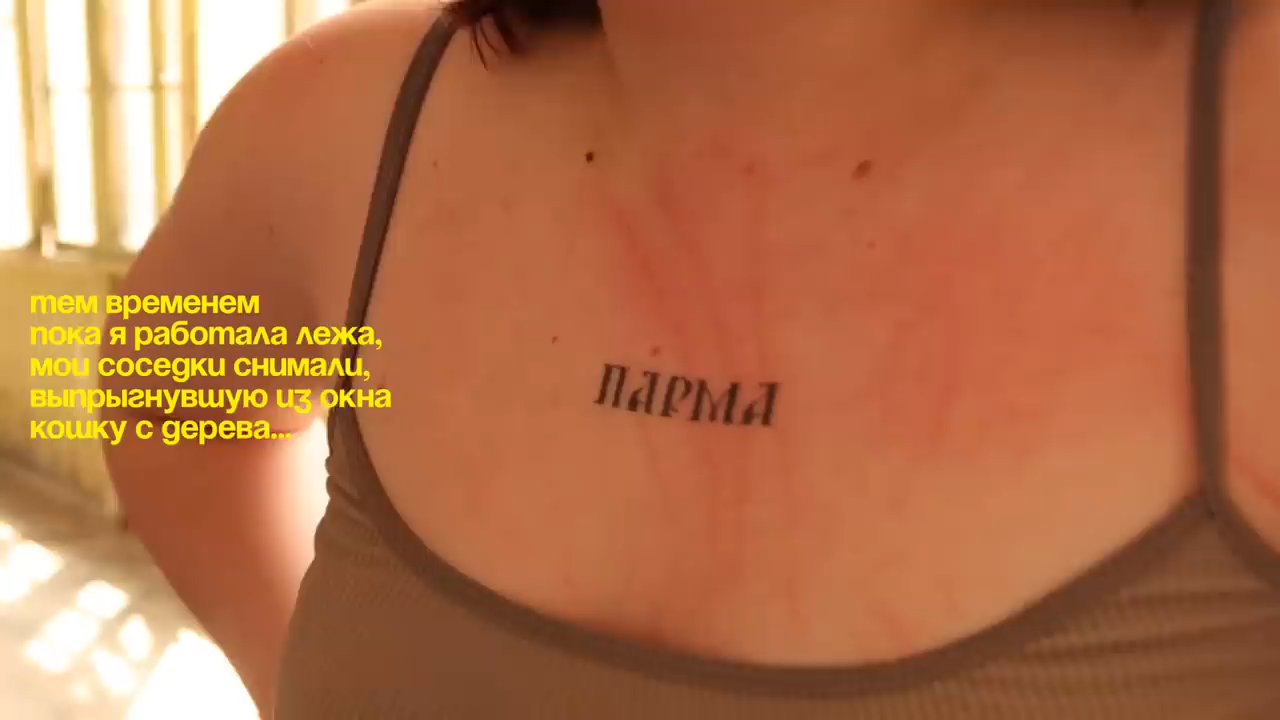 тем временем
пока я работала лежа,
мои соседки снимали,
выпрыгнувшую из окна
кошку с дерева...
ПАРМА